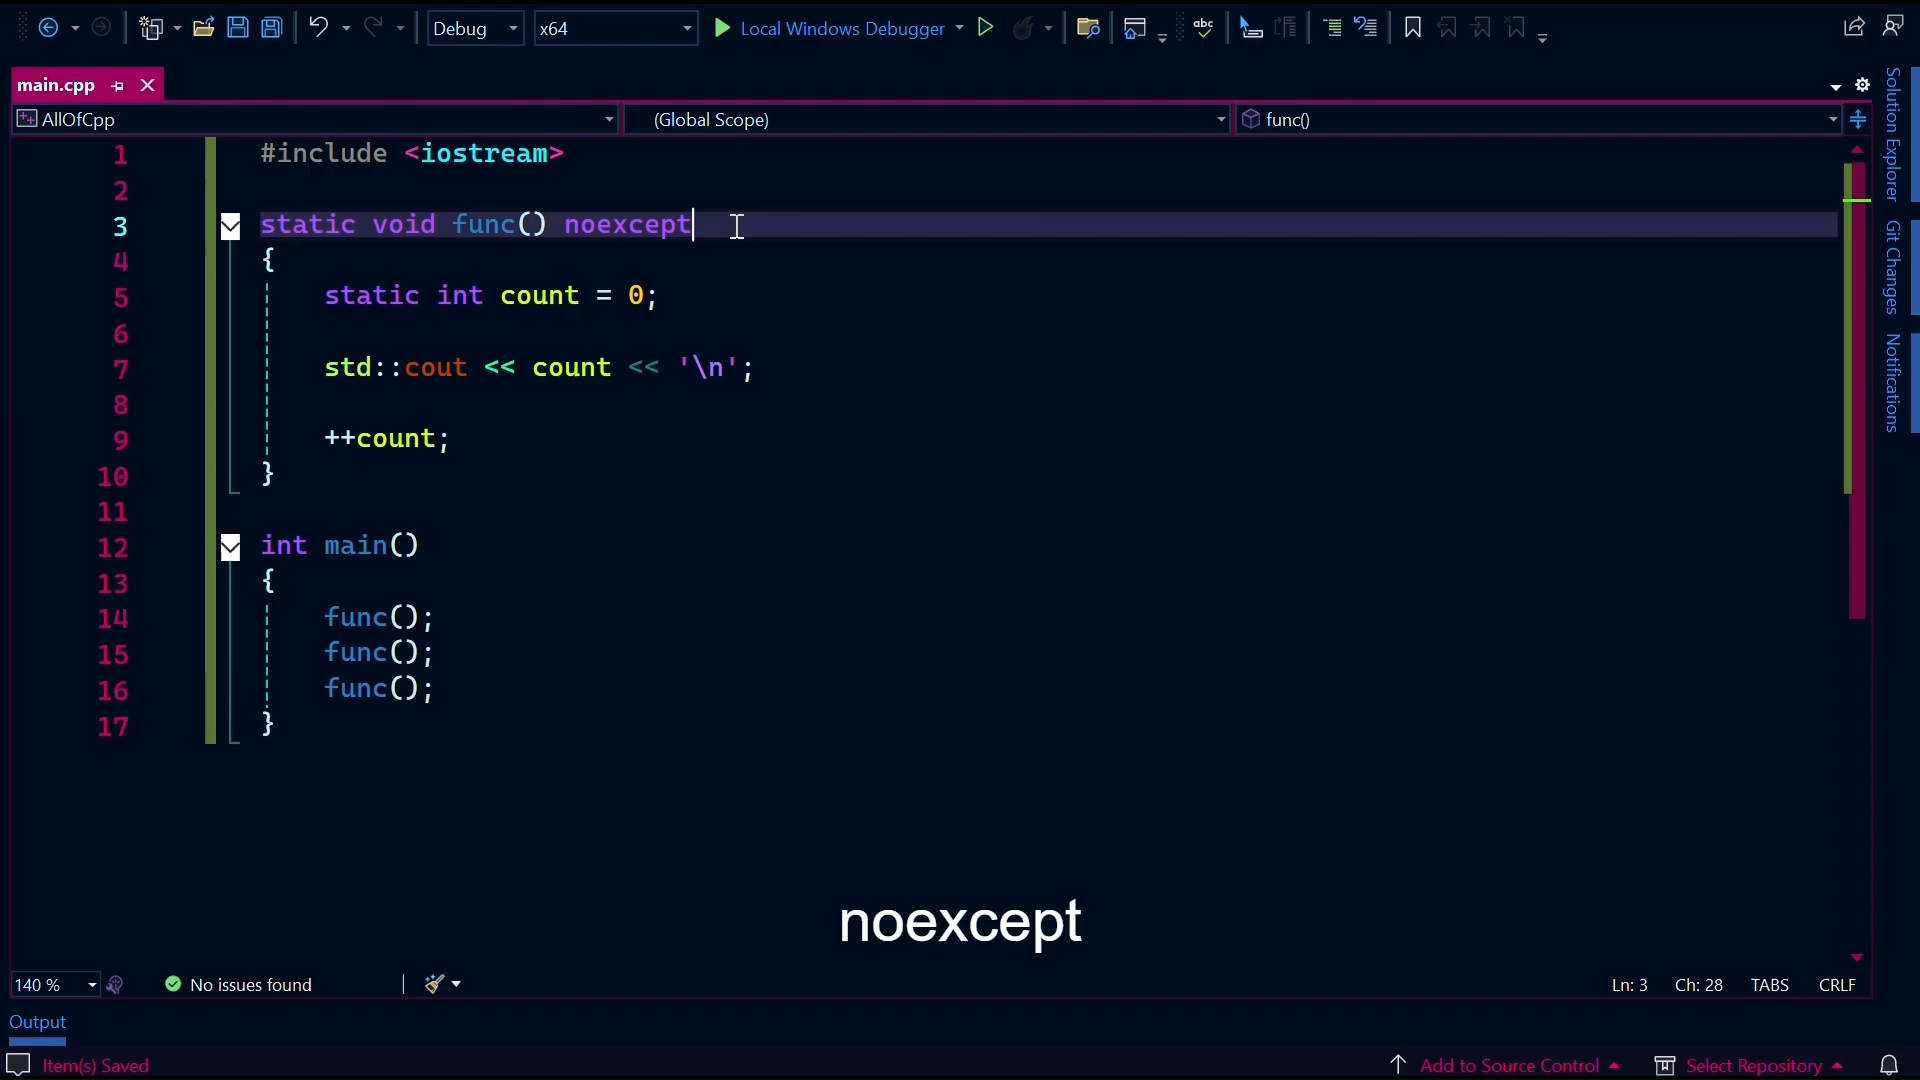 Debug x64 Local Windows Debugger abc
main.cpp
AllOfCpp (Global Scope) func()
1 #include <iostream>
2
3 static void func() noexcept
4 {
5 static int count = 0;
6
7 std::cout << count << '\n';
8
9 ++count;
10 }
11
12 int main()
13 {
14 func();
15 func();
16 func();
17 }
Solution Explorer
Git Changes
Notifications
noexcept
140 % No issues found Ln: 3 Ch: 28 TABS CRLF
Output
Item(s) Saved Add to Source Control Select Repository